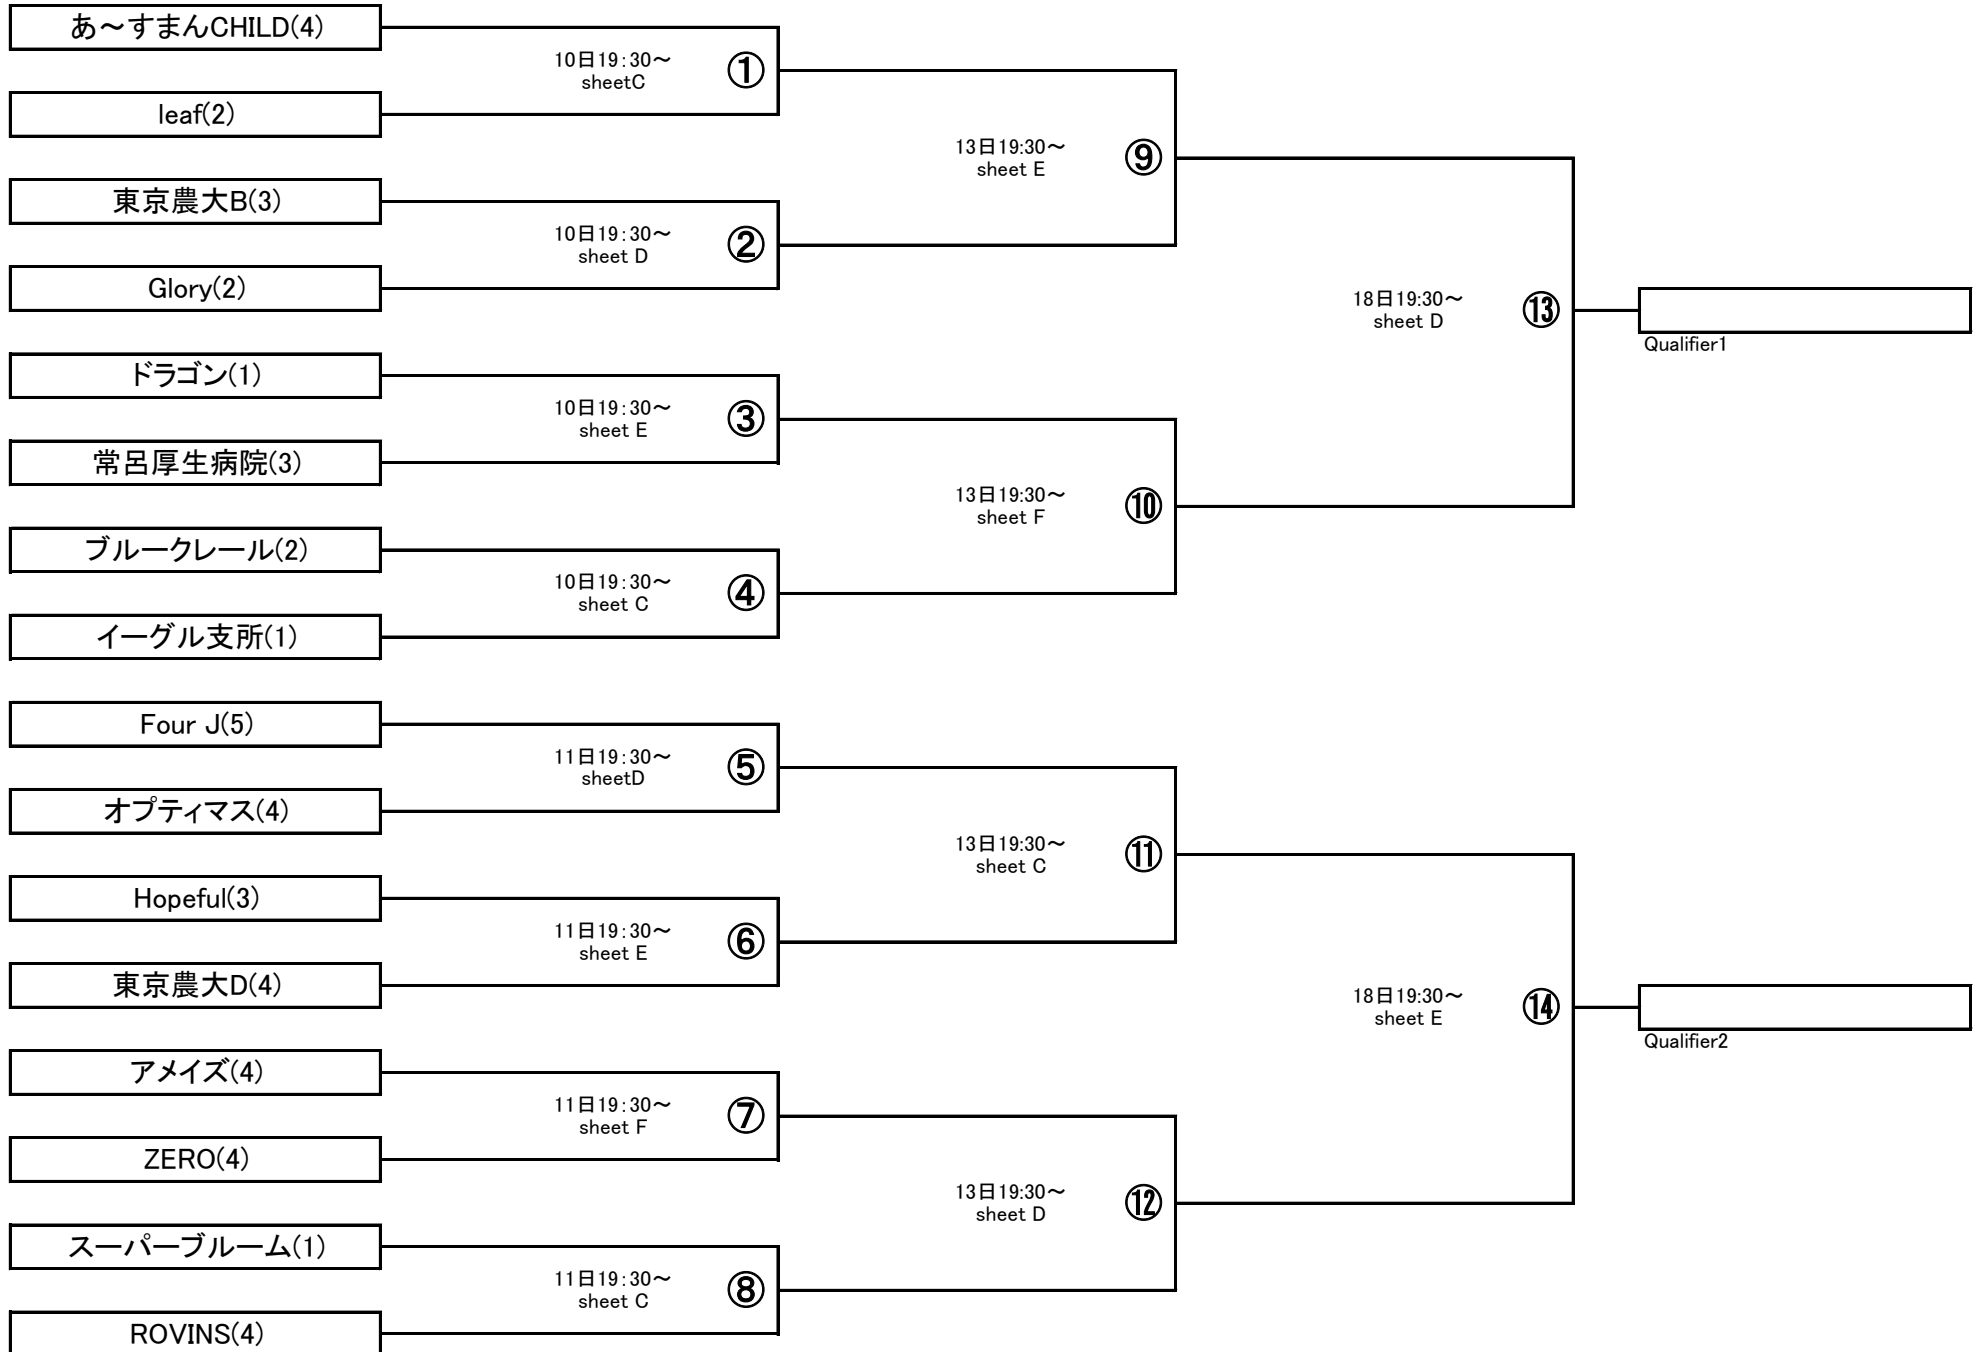 あ～すまんCHILD(4)
10日19：30～
sheetC
①
leaf(2)
13日19:30～
sheet E
⑨
東京農大B(3)
10日19：30～
sheet D
②
Glory(2)
18日19:30～
sheet D
⑬
Qualifier1
ドラゴン(1)
10日19：30～
sheet E
③
常呂厚生病院(3)
13日19:30～
sheet F
⑩
ブルークレール(2)
10日19：30～
sheet C
④
イーグル支所(1)
Four J(5)
11日19：30～
sheetD
⑤
オプティマス(4)
13日19:30～
sheet C
⑪
Hopeful(3)
11日19：30～
sheet E
⑥
東京農大D(4)
18日19:30～
sheet E
⑭
Qualifier2
アメイズ(4)
11日19：30～
sheet F
⑦
ZERO(4)
13日19:30～
sheet D
⑫
スーパーブルーム(1)
11日19：30～
sheet C
⑧
ROVINS(4)